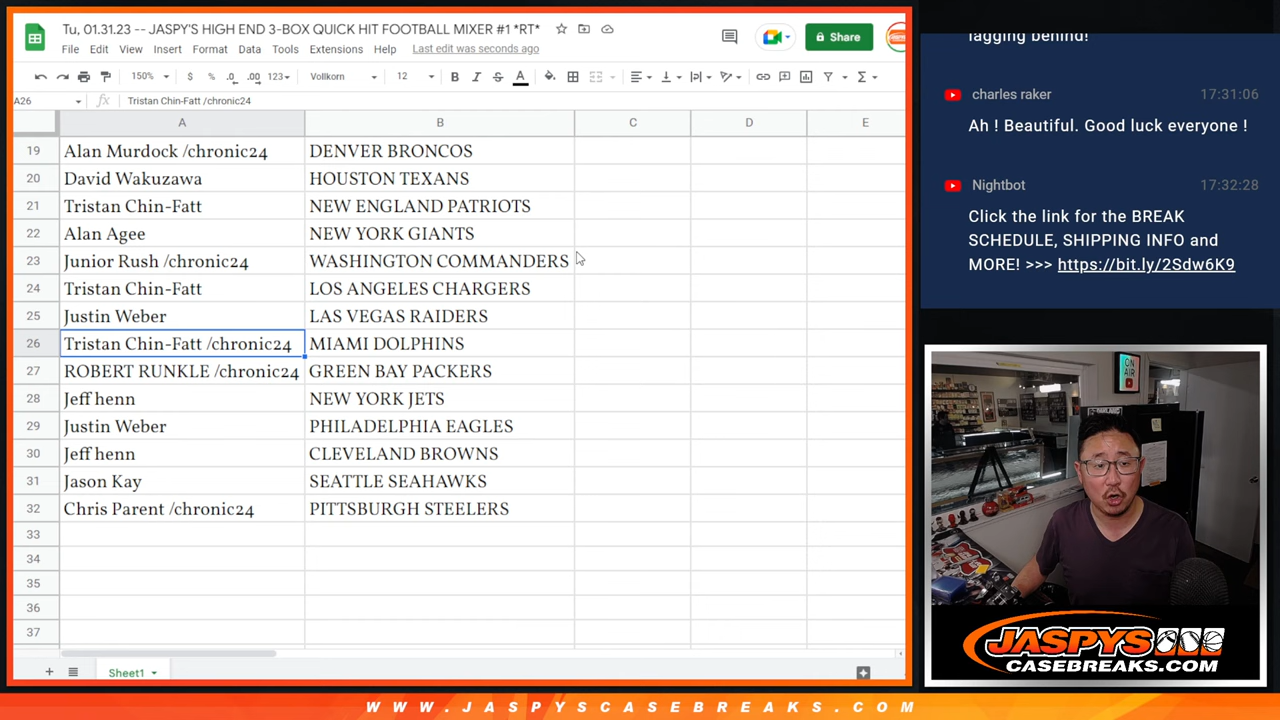 Tu, 01.31.23 -- JASPY'S HIGH END 3-BOX QUICK HIT FOOTBALL MIXER #1 *RT*
File Edit View Insert Format Data Tools Extensions Help Last edit was seconds ago
Share
150% $ % .0 .00 123 Vollkorn 12 B I S A
A26 fx Tristan Chin-Fatt /chronic24
A B C D E
19 Alan Murdock /chronic24 DENVER BRONCOS
20 David Wakuzawa HOUSTON TEXANS
21 Tristan Chin-Fatt NEW ENGLAND PATRIOTS
22 Alan Agee NEW YORK GIANTS
23 Junior Rush /chronic24 WASHINGTON COMMANDERS
24 Tristan Chin-Fatt LOS ANGELES CHARGERS
25 Justin Weber LAS VEGAS RAIDERS
26 Tristan Chin-Fatt /chronic24 MIAMI DOLPHINS
27 ROBERT RUNKLE /chronic24 GREEN BAY PACKERS
28 Jeff henn NEW YORK JETS
29 Justin Weber PHILADELPHIA EAGLES
30 Jeff henn CLEVELAND BROWNS
31 Jason Kay SEATTLE SEAHAWKS
32 Chris Parent /chronic24 PITTSBURGH STEELERS
33
34
35
36
37
Sheet1
lagging behind!
charles raker 17:31:06
Ah ! Beautiful. Good luck everyone !
Nightbot 17:32:28
Click the link for the BREAK
SCHEDULE, SHIPPING INFO and
MORE! >>> https://bit.ly/2Sdw6K9
ON
AIR
JASPYS
CASEBREAKS.COM
WWW.JASPYSCASEBREAKS.COM